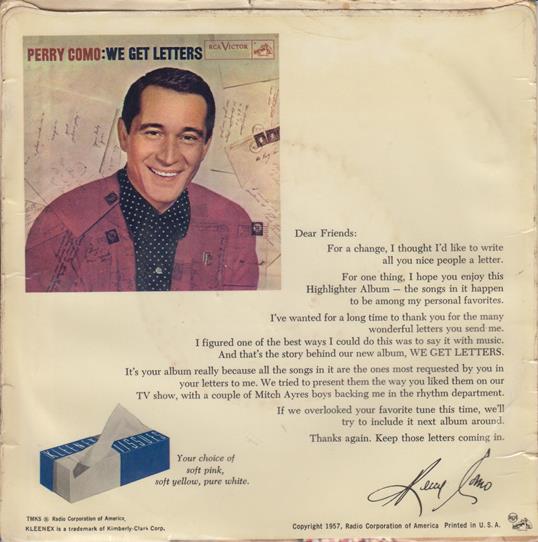 PERRY COMO: WE GET LETTERS
RCA VICTOR
Dear Friends:
For a change, I thought I'd like to write
all you nice people a letter.
For one thing, I hope you enjoy this
Highlighter Album — the songs in it happen
to be among my personal favorites.
I've wanted for a long time to thank you for the many
wonderful letters you send me.
I figured one of the best ways I could do this was to say it with music.
And that's the story behind our new album, WE GET LETTERS.
It's your album really because all the songs in it are the ones most requested by you in
your letters to me. We tried to present them the way you liked them on our
TV show, with a couple of Mitch Ayres boys backing me in the rhythm department.
If we overlooked your favorite tune this time, we'll
try to include it next album around.
Thanks again. Keep those letters coming in.
Perry Como
KLEENEX
TISSUES
Your choice of
soft pink,
soft yellow, pure white.
TMKS ® Radio Corporation of America
KLEENEX is a trademark of Kimberly-Clark Corp.
Copyright 1957, Radio Corporation of America Printed in U. S. A.